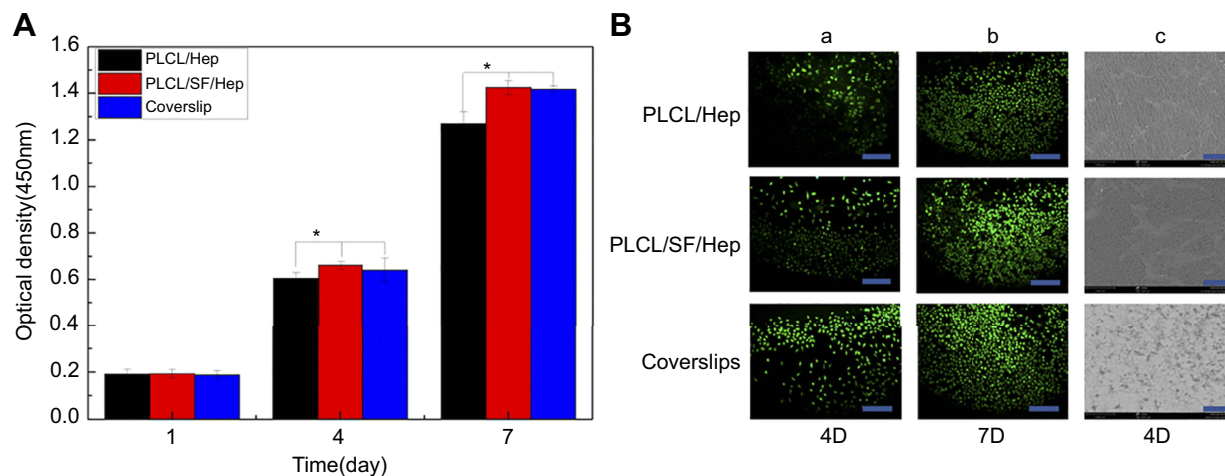 A
PLCL/Hep
PLCL/SF/Hep
Coverslip
Optical density(450nm)
1.6
1.4
1.2
1.0
0.8
0.6
0.4
0.2
0.0
*
*
1
4
7
Time(day)
B
a
b
c
PLCL/Hep
PLCL/SF/Hep
Coverslips
4D
7D
4D